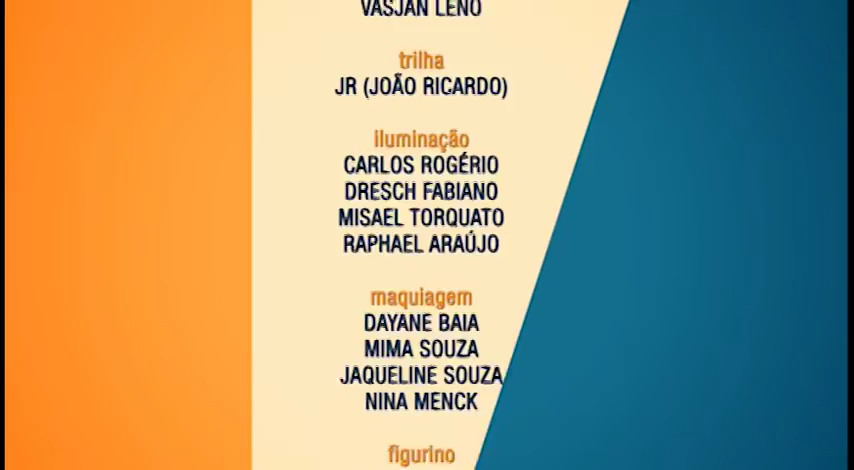 VASJAN LENO
trilha
JR (JOÃO RICARDO)
iluminação
CARLOS ROGÉRIO
DRESCH FABIANO
MISAEL TORQUATO
RAPHAEL ARAÚJO
maquiagem
DAYANE BAIA
MIMA SOUZA
JAQUELINE SOUZA
NINA MENCK
figurino